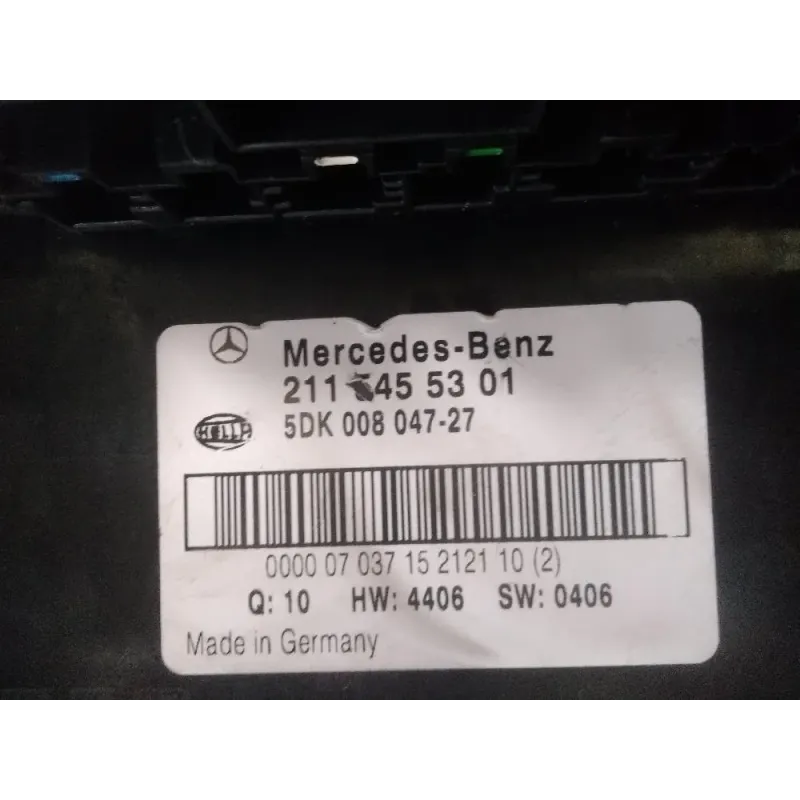 Mercedes-Benz
211 45 53 01
HELLA
5DK 008 047-27
0000 07 037 15 2121 10 (2)
Q: 10 HW: 4406 SW: 0406
Made in Germany